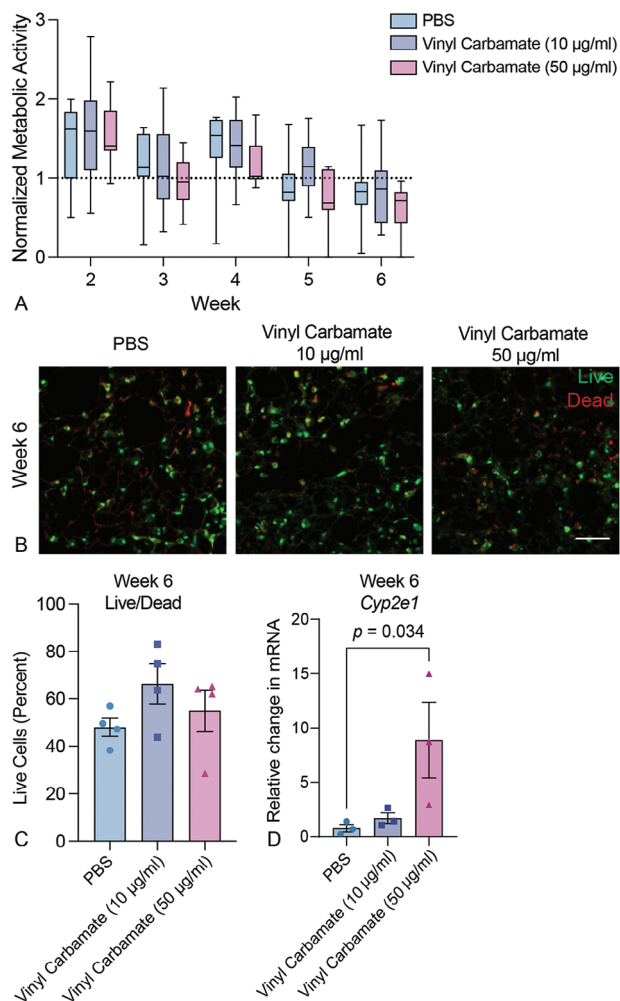 3
2
1
0
Normalized Metabolic Activity
PBS
Vinyl Carbamate (10 µg/ml)
Vinyl Carbamate (50 µg/ml)
2 3 4 5 6
Week
A
PBS
Vinyl Carbamate
10 µg/ml
Vinyl Carbamate
50 µg/ml
Week 6
Live
Dead
B
Week 6
Live/Dead
100
80
60
40
20
0
Live Cells (Percent)
C
PBS
Vinyl Carbamate (10 µg/ml)
Vinyl Carbamate (50 µg/ml)
Week 6
Cyp2e1
p = 0.034
20
15
10
5
0
Relative change in mRNA
D
PBS
Vinyl Carbamate (10 µg/ml)
Vinyl Carbamate (50 µg/ml)